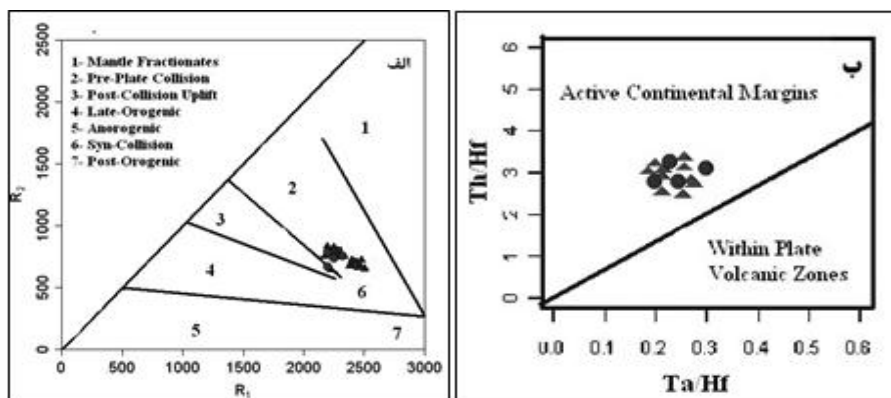 2500
2000
1500
1000
500
0
R₂
الف
1- Mantle Fractionates
2- Pre-Plate Collision
3- Post-Collision Uplift
4- Late-Orogenic
5- Anorogenic
6- Syn-Collision
7- Post-Orogenic
1
2
3
4
6
5
7
0 500 1000 1500 2000 2500 3000
R₁
6
5
4
3
2
1
0
Th/Hf
ب
Active Continental Margins
Within Plate
Volcanic Zones
0.0 0.1 0.2 0.3 0.4 0.5 0.6
Ta/Hf